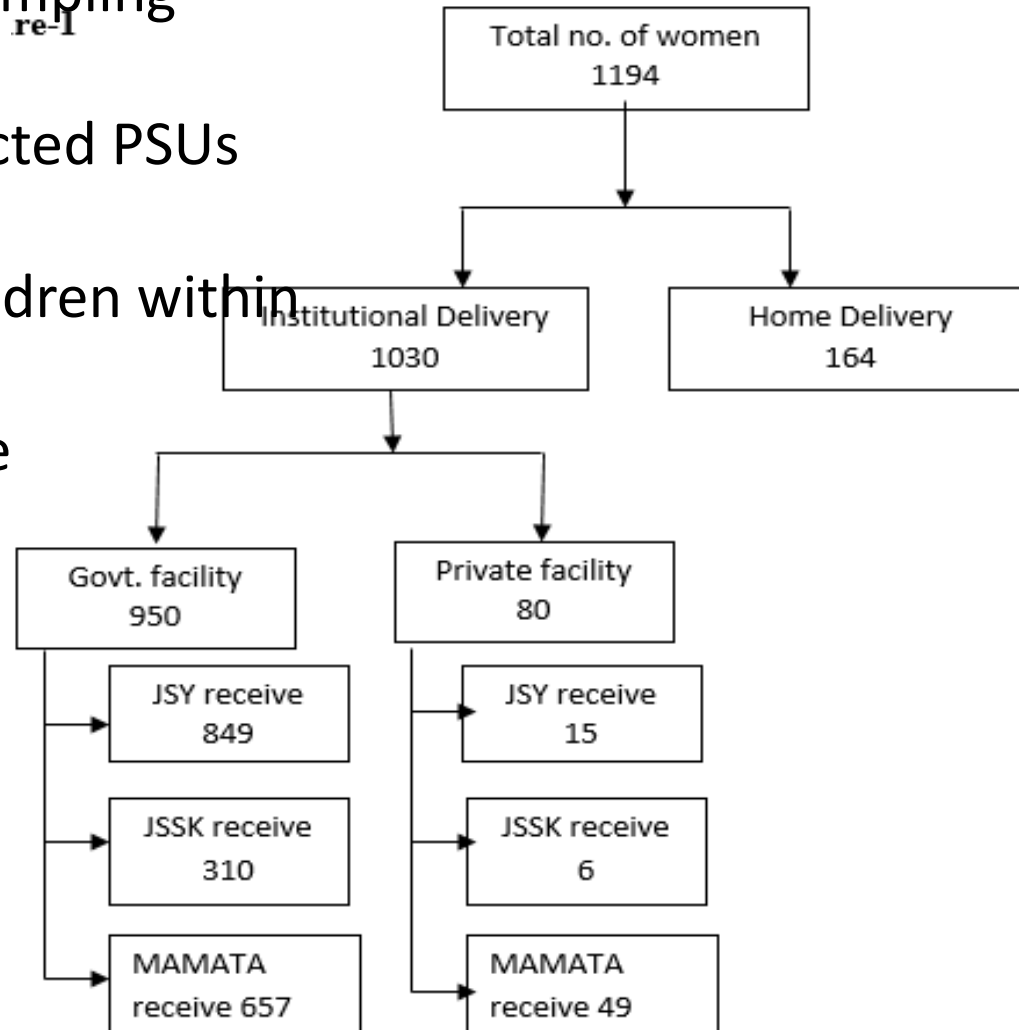 re-1
Total no. of women
1194
cted PSUs
dren within
Institutional Delivery
1030
Home Delivery
164
e
Govt. facility
950
Private facility
80
JSY receive
849
JSY receive
15
JSSK receive
310
JSSK receive
6
MAMATA
receive 657
MAMATA
receive 49